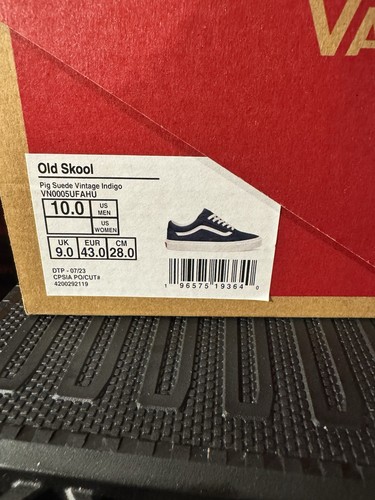 VA
Old Skool
Pig Suede Vintage Indigo
VN0005UFAHU
10.0 US MEN
US WOMEN
UK EUR CM
9.0 43.0 28.0
DTP - 07/23
CPSIA PO/CUT#
4200292119
1 96575 19364 0